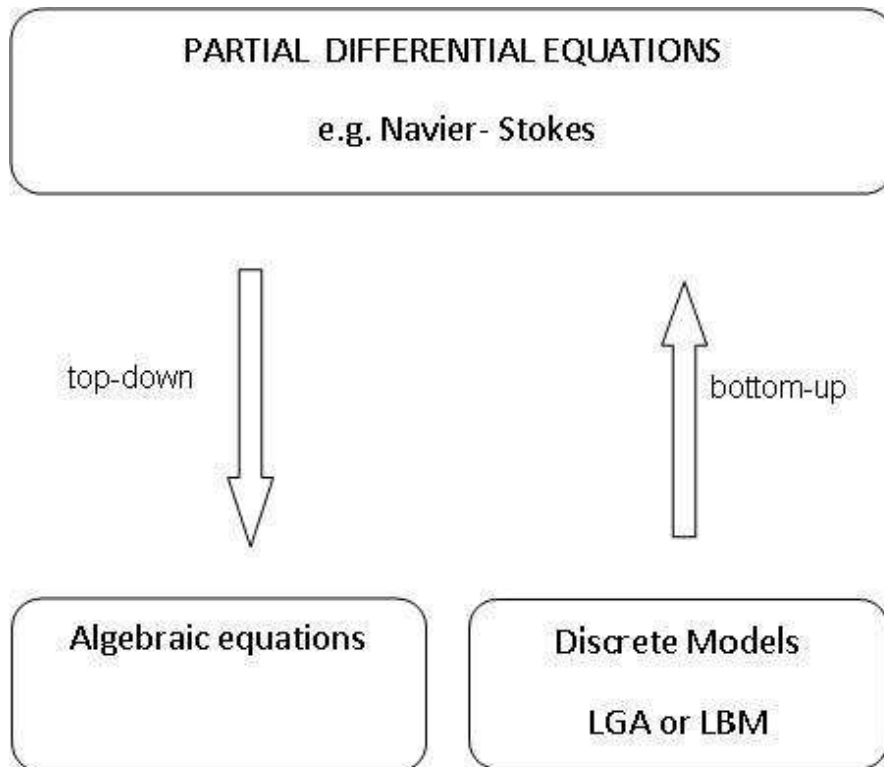 PARTIAL DIFFERENTIAL EQUATIONS
e.g. Navier- Stokes
top-down
bottom-up
Algebraic equations
Discrete Models
LGA or LBM